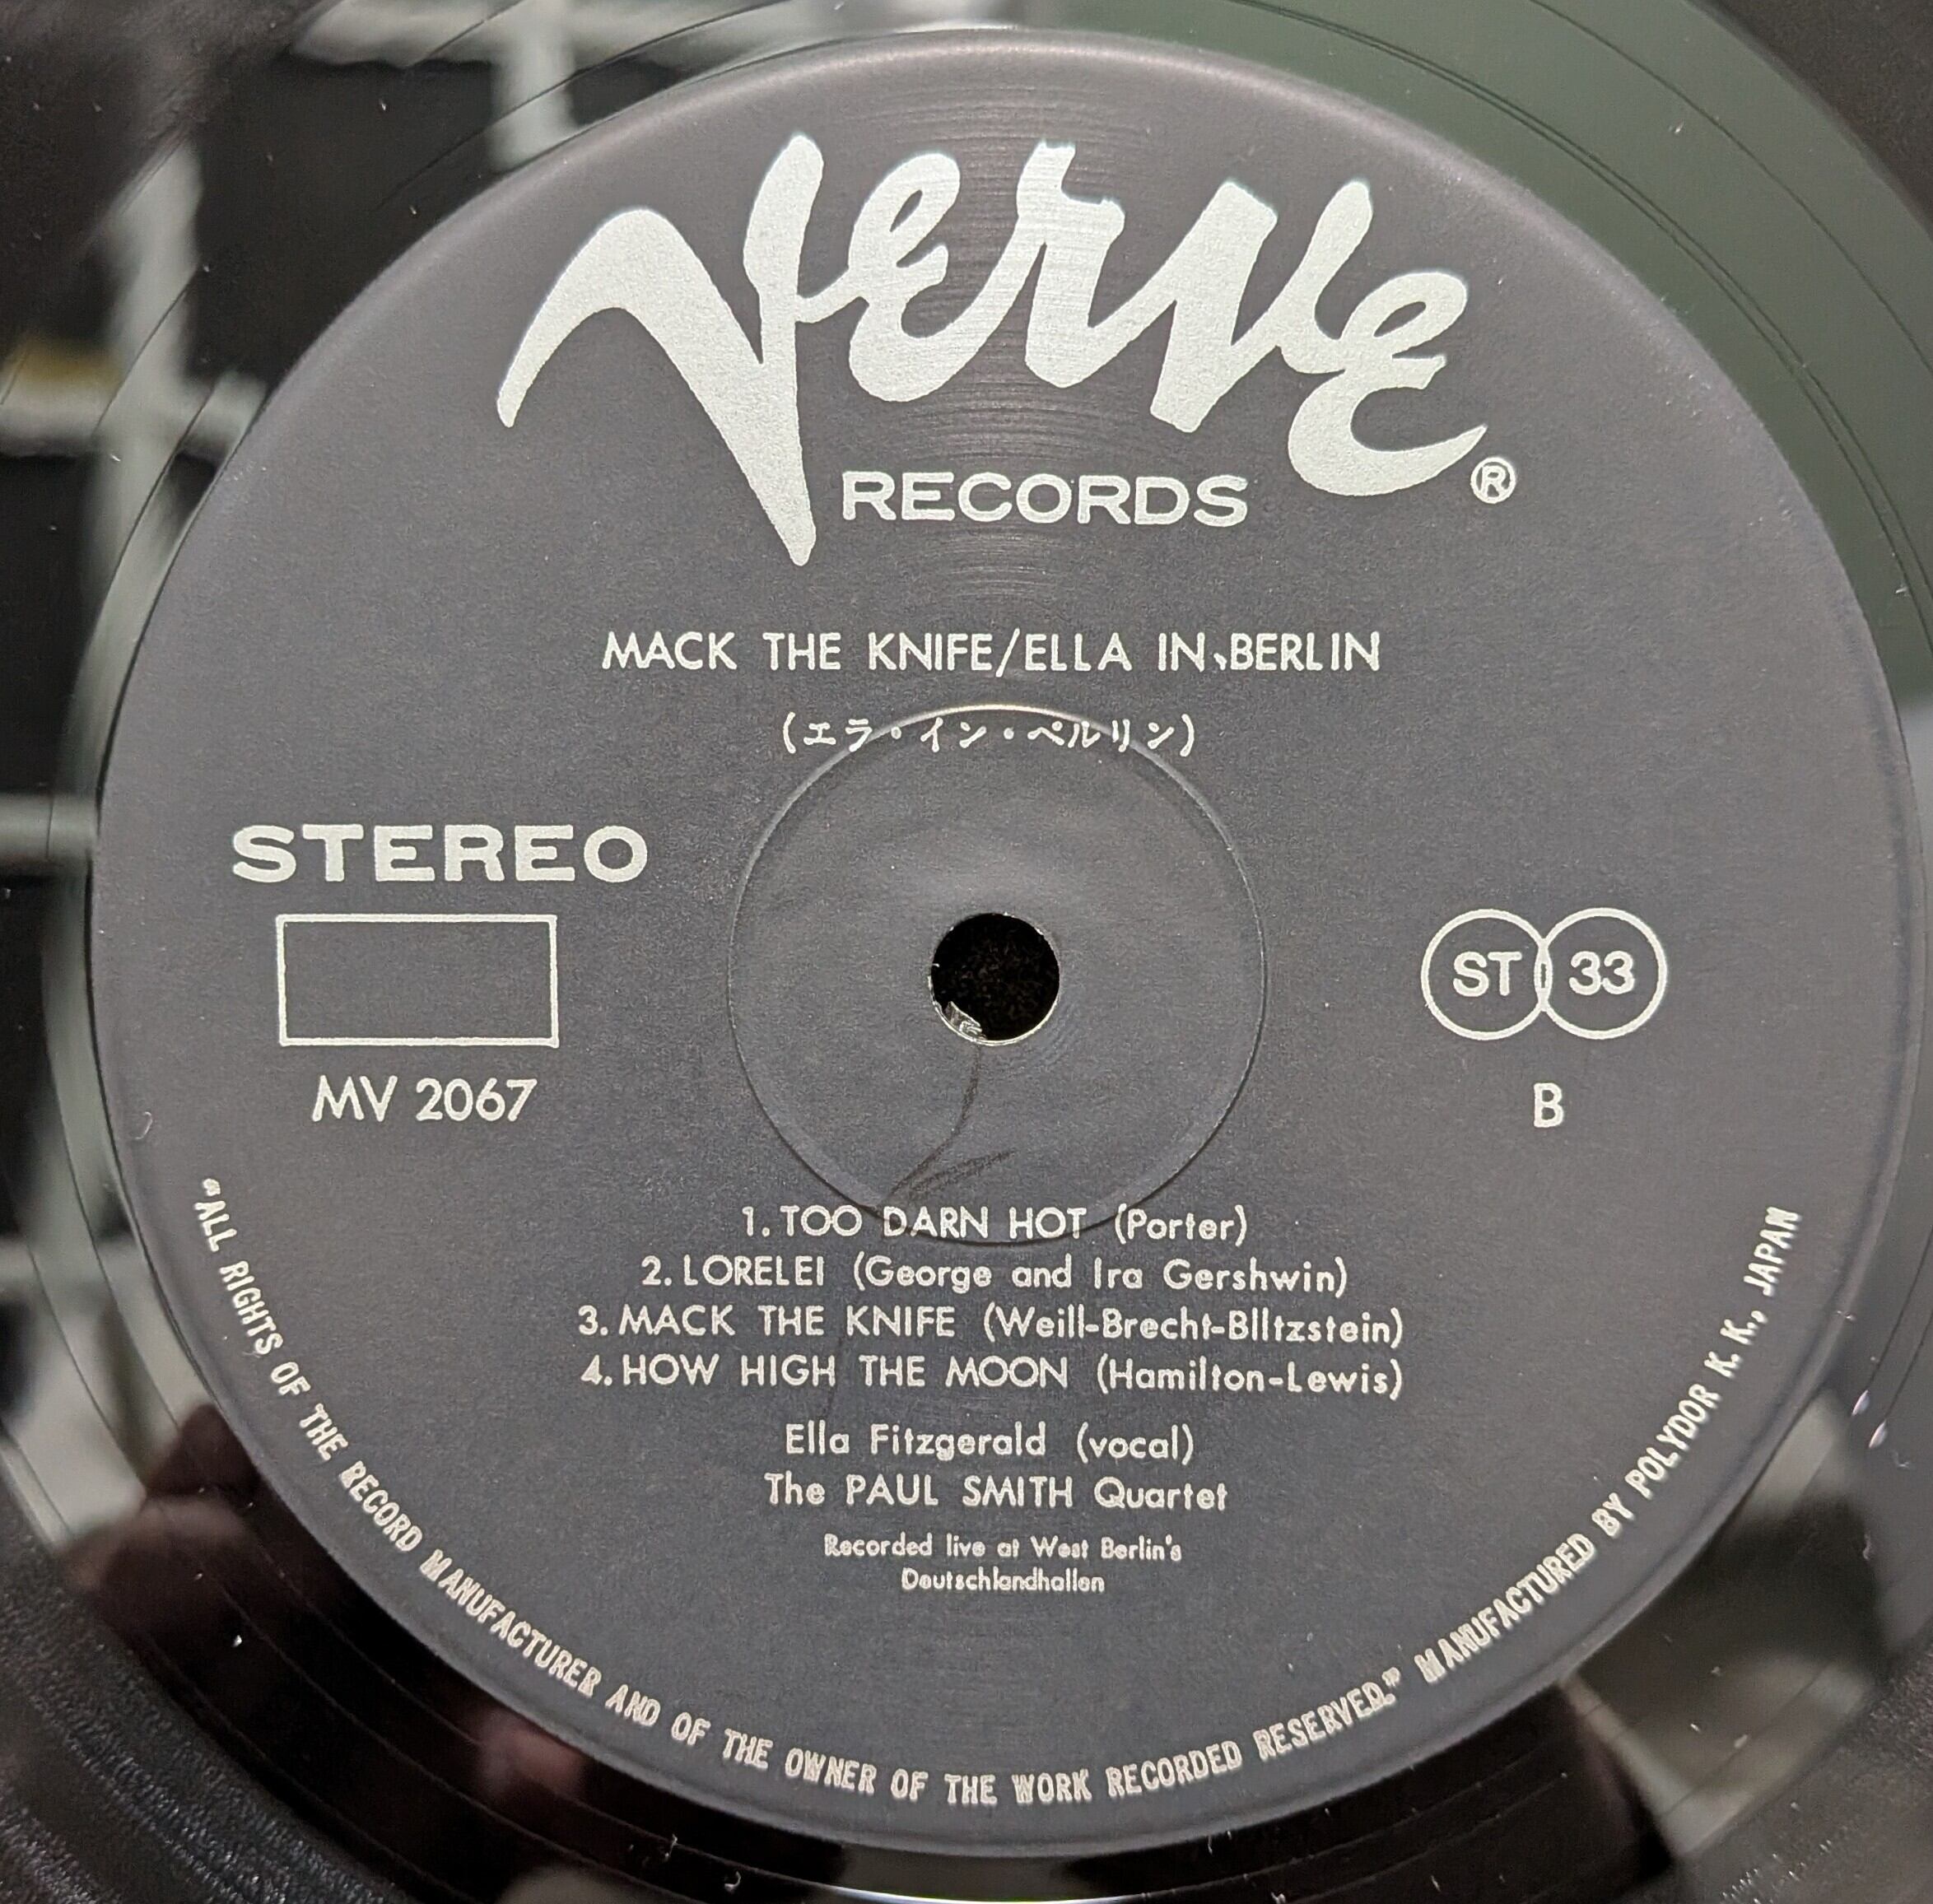 Verve
RECORDS
®
MACK THE KNIFE/ELLA IN BERLIN
(エラ・イン・ベルリン)
STEREO
MV 2067
ST 33
B
1. TOO DARN HOT (Porter)
2. LORELEI (George and Ira Gershwin)
3. MACK THE KNIFE (Weill-Brecht-Blltzstein)
4. HOW HIGH THE MOON (Hamilton-Lewis)
Ella Fitzgerald (vocal)
The PAUL SMITH Quartet
Recorded live at West Berlin's
Deutschlandhallen
"ALL RIGHTS OF THE RECORD MANUFACTURER AND OF THE OWNER OF THE WORK RECORDED RESERVED." MANUFACTURED BY POLYDOR K. K., JAPAN